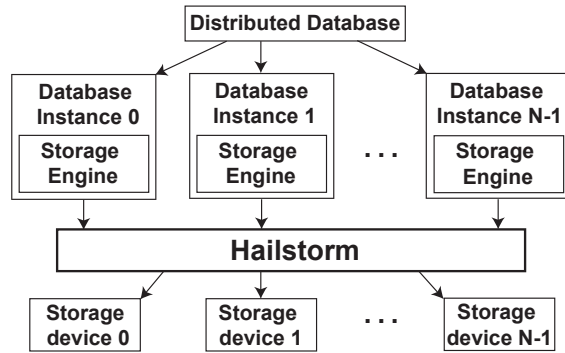 Distributed Database
Database
Instance 0
Database
Instance 1
Database
Instance N-1
Storage
Engine
Storage
Engine
. . .
Storage
Engine
Hailstorm
Storage
device 0
Storage
device 1
. . .
Storage
device N-1